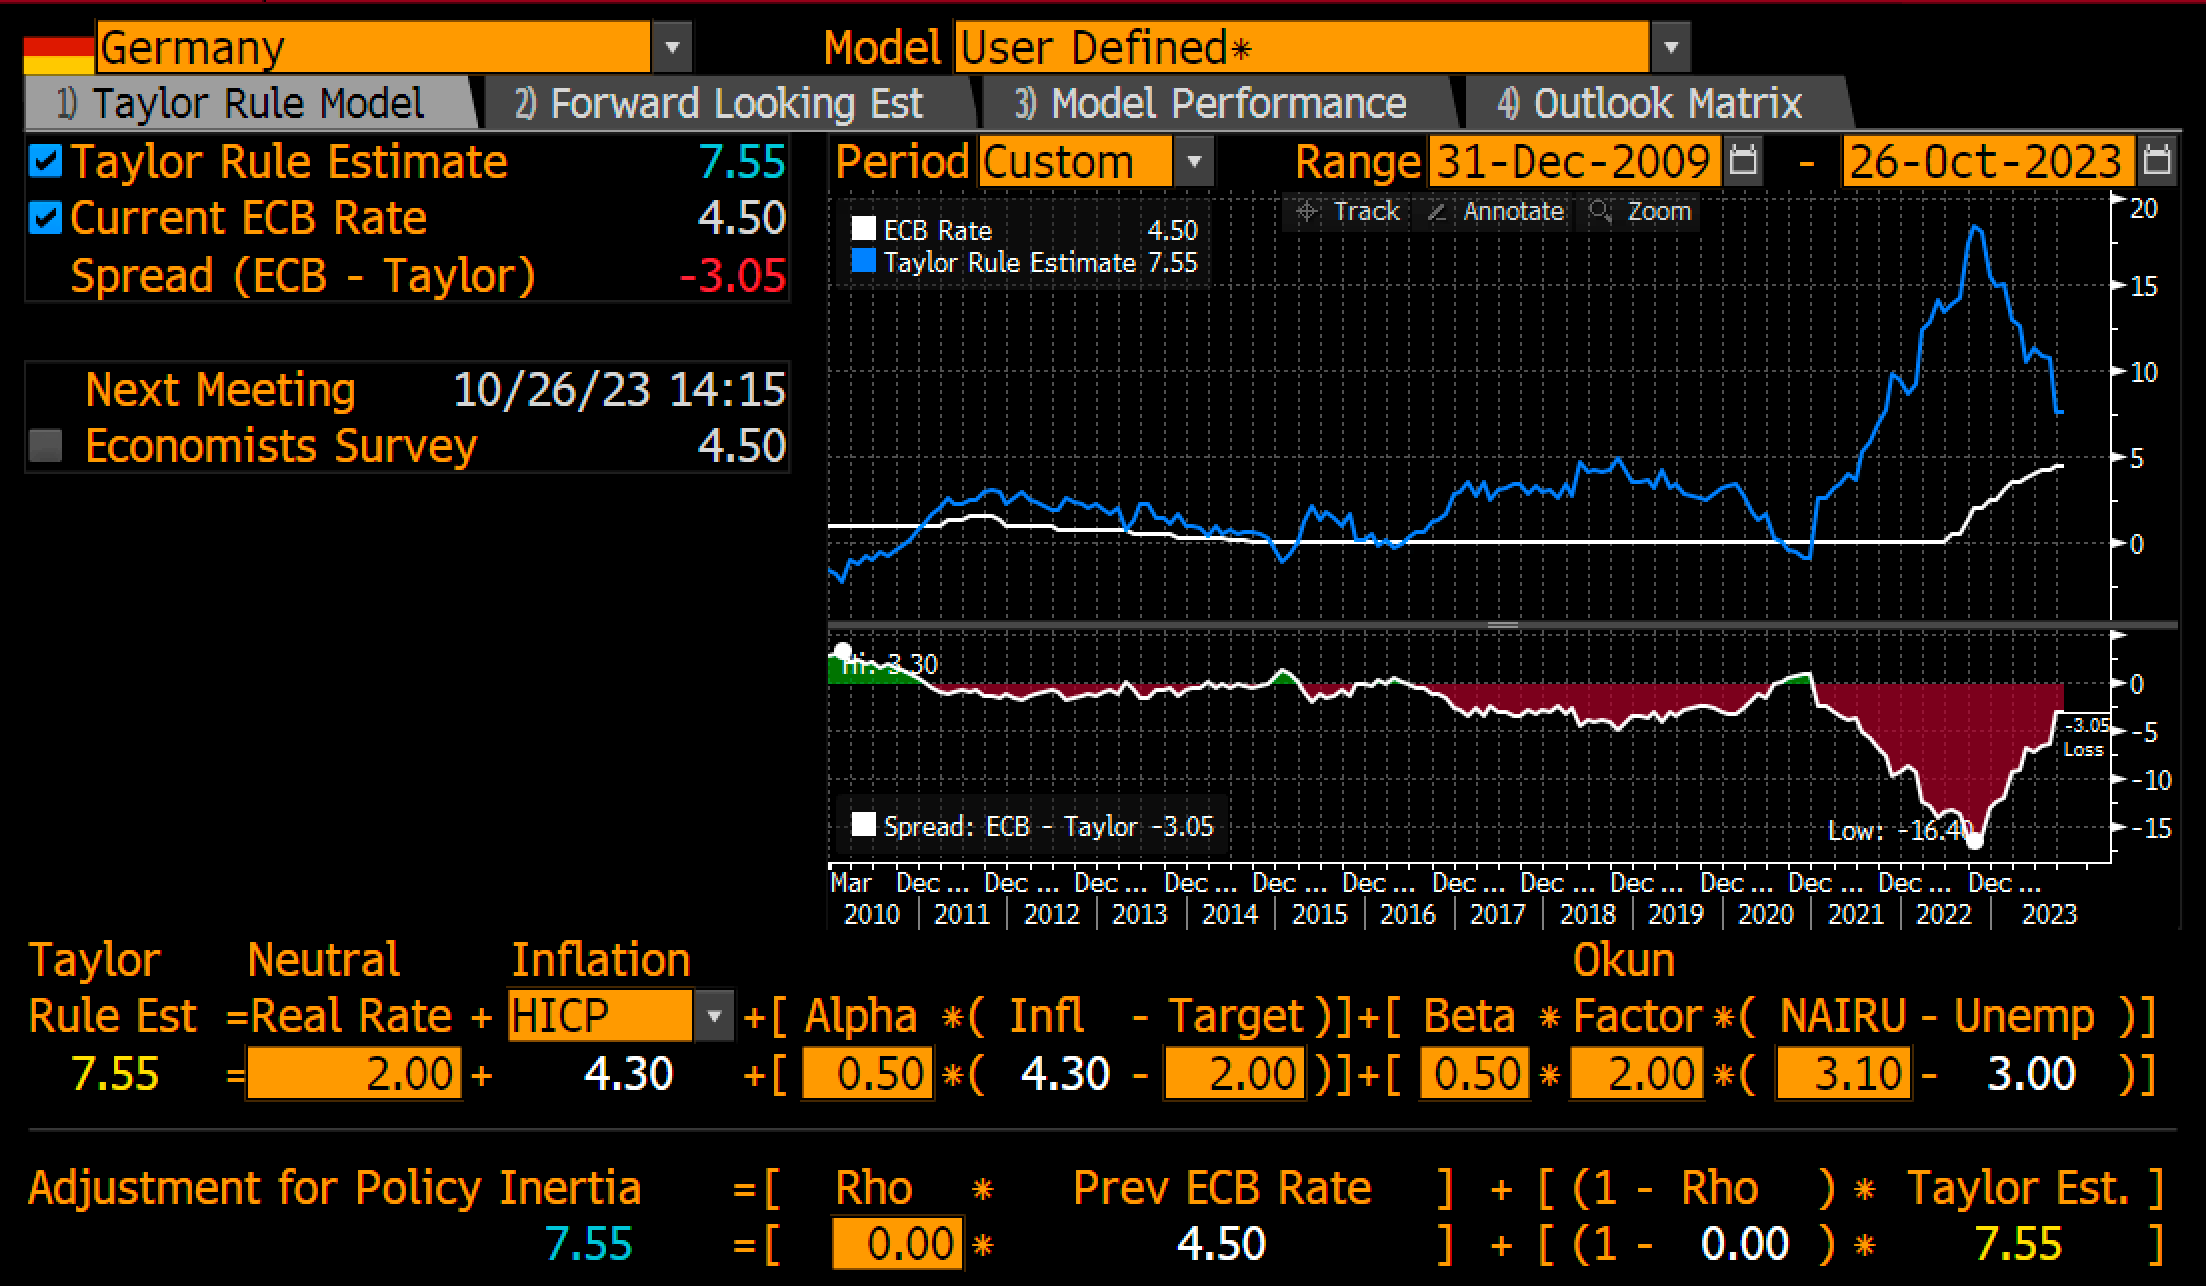 Germany Model User Defined*
1) Taylor Rule Model 2) Forward Looking Est 3) Model Performance 4) Outlook Matrix
Taylor Rule Estimate 7.55
Current ECB Rate 4.50
Spread (ECB - Taylor) -3.05
Next Meeting 10/26/23 14:15
Economists Survey 4.50
Period Custom Range 31-Dec-2009 - 26-Oct-2023
Track Annotate Zoom
ECB Rate 4.50
Taylor Rule Estimate 7.55
20
15
10
5
0
Hi: 3.30
0
-3.05
Loss
-5
-10
-15
Low: -16.40
Spread: ECB - Taylor -3.05
Mar Dec ... Dec ... Dec ... Dec ... Dec ... Dec ... Dec ... Dec ... Dec ... Dec ... Dec ... Dec ... Dec ...
2010 2011 2012 2013 2014 2015 2016 2017 2018 2019 2020 2021 2022 2023
Taylor Neutral Inflation Okun
Rule Est =Real Rate + HICP +[ Alpha *( Infl - Target )]+[ Beta * Factor *( NAIRU - Unemp )]
7.55 = 2.00 + 4.30 +[ 0.50 *( 4.30 - 2.00 )]+[ 0.50 * 2.00 *( 3.10 - 3.00 )]
Adjustment for Policy Inertia =[ Rho * Prev ECB Rate ] + [ (1 - Rho ) * Taylor Est. ]
7.55 =[ 0.00 * 4.50 ] + [ (1 - 0.00 ) * 7.55 ]